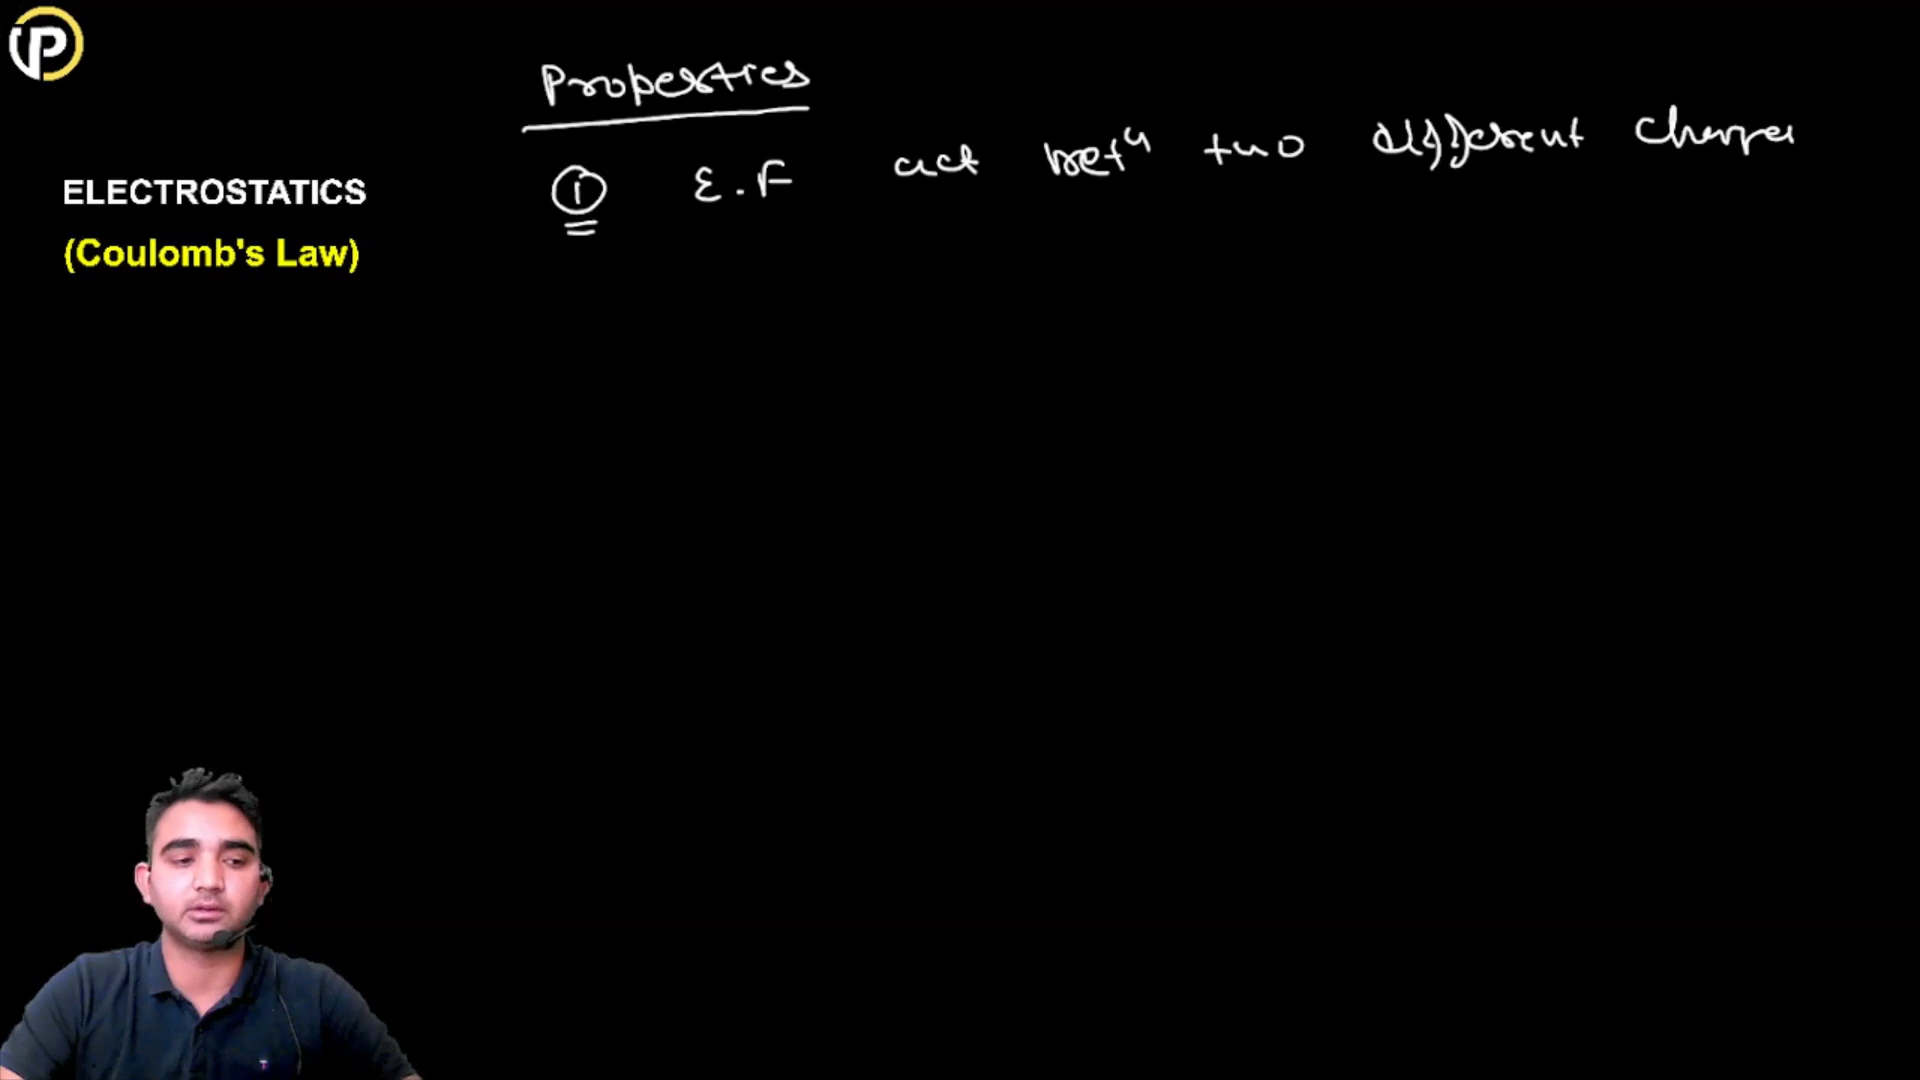 Properties
ELECTROSTATICS
(Coulomb's Law)
① E.F act betn two different charges